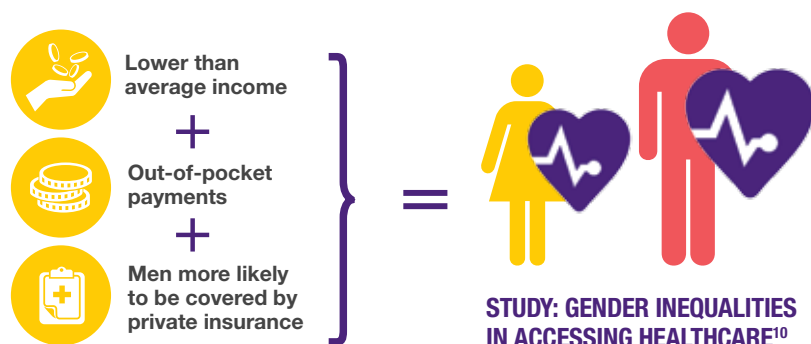 Lower than
average income
+
Out-of-pocket
payments
+
Men more likely
to be covered by
private insurance
=
STUDY: GENDER INEQUALITIES
IN ACCESSING HEALTHCARE¹⁰